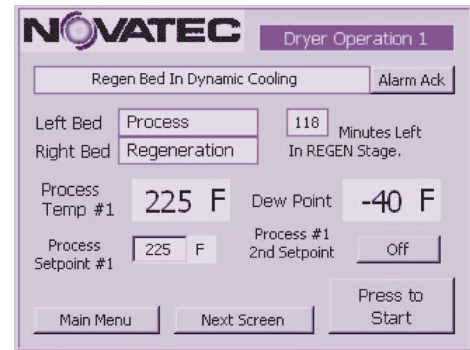 NOVATEC
Dryer Operation 1
Regen Bed In Dynamic Cooling
Alarm Ack
Left Bed Process
118 Minutes Left
Right Bed Regeneration
In REGEN Stage.
Process
Temp #1
225 F
Dew Point
-40 F
Process
Setpoint #1
225 F
Process #1
2nd Setpoint
Off
Main Menu
Next Screen
Press to
Start